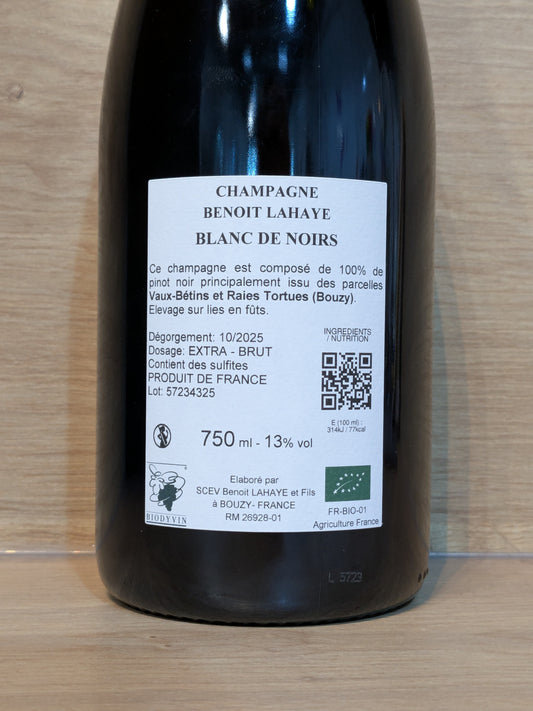 CHAMPAGNE
BENOIT LAHAYE
BLANC DE NOIRS
Ce champagne est composé de 100% de
pinot noir principalement issu des parcelles
Vaux-Bétins et Raies Tortues (Bouzy).
Elevage sur lies en fûts.
Dégorgement: 10/2025
Dosage: EXTRA - BRUT
Contient des sulfites
PRODUIT DE FRANCE
Lot: 57234325
INGREDIENTS
/ NUTRITION
E (100 ml) :
314kJ / 77kcal
750 ml - 13% vol
BIODYVIN
Elaboré par
SCEV Benoit LAHAYE et Fils
à BOUZY- FRANCE
RM 26928-01
FR-BIO-01
Agriculture France
L 5723